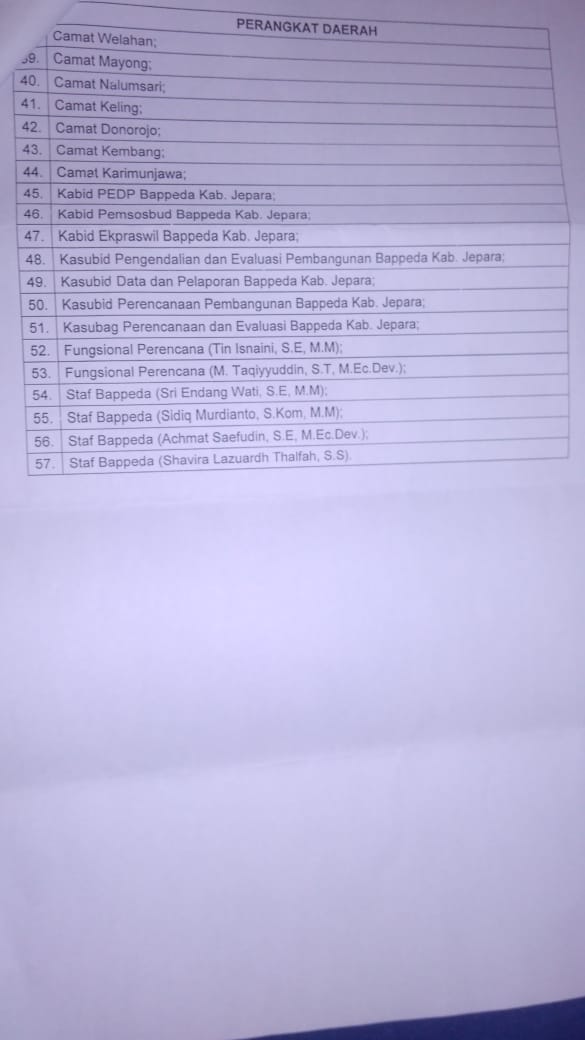 PERANGKAT DAERAH
Camat Welahan;
39. Camat Mayong;
40. Camat Nalumsari;
41. Camat Keling;
42. Camat Donorojo;
43. Camat Kembang;
44. Camat Karimunjawa;
45. Kabid PEDP Bappeda Kab. Jepara;
46. Kabid Pemsosbud Bappeda Kab. Jepara;
47. Kabid Ekpraswil Bappeda Kab. Jepara;
48. Kasubid Pengendalian dan Evaluasi Pembangunan Bappeda Kab. Jepara;
49. Kasubid Data dan Pelaporan Bappeda Kab. Jepara;
50. Kasubid Perencanaan Pembangunan Bappeda Kab. Jepara;
51. Kasubag Perencanaan dan Evaluasi Bappeda Kab. Jepara;
52. Fungsional Perencana (Tin Isnaini, S.E, M.M);
53. Fungsional Perencana (M. Taqiyyuddin, S.T, M.Ec.Dev.);
54. Staf Bappeda (Sri Endang Wati, S.E, M.M);
55. Staf Bappeda (Sidiq Murdianto, S.Kom, M.M);
56. Staf Bappeda (Achmat Saefudin, S.E, M.Ec.Dev.);
57. Staf Bappeda (Shavira Lazuardh Thalfah, S.S).